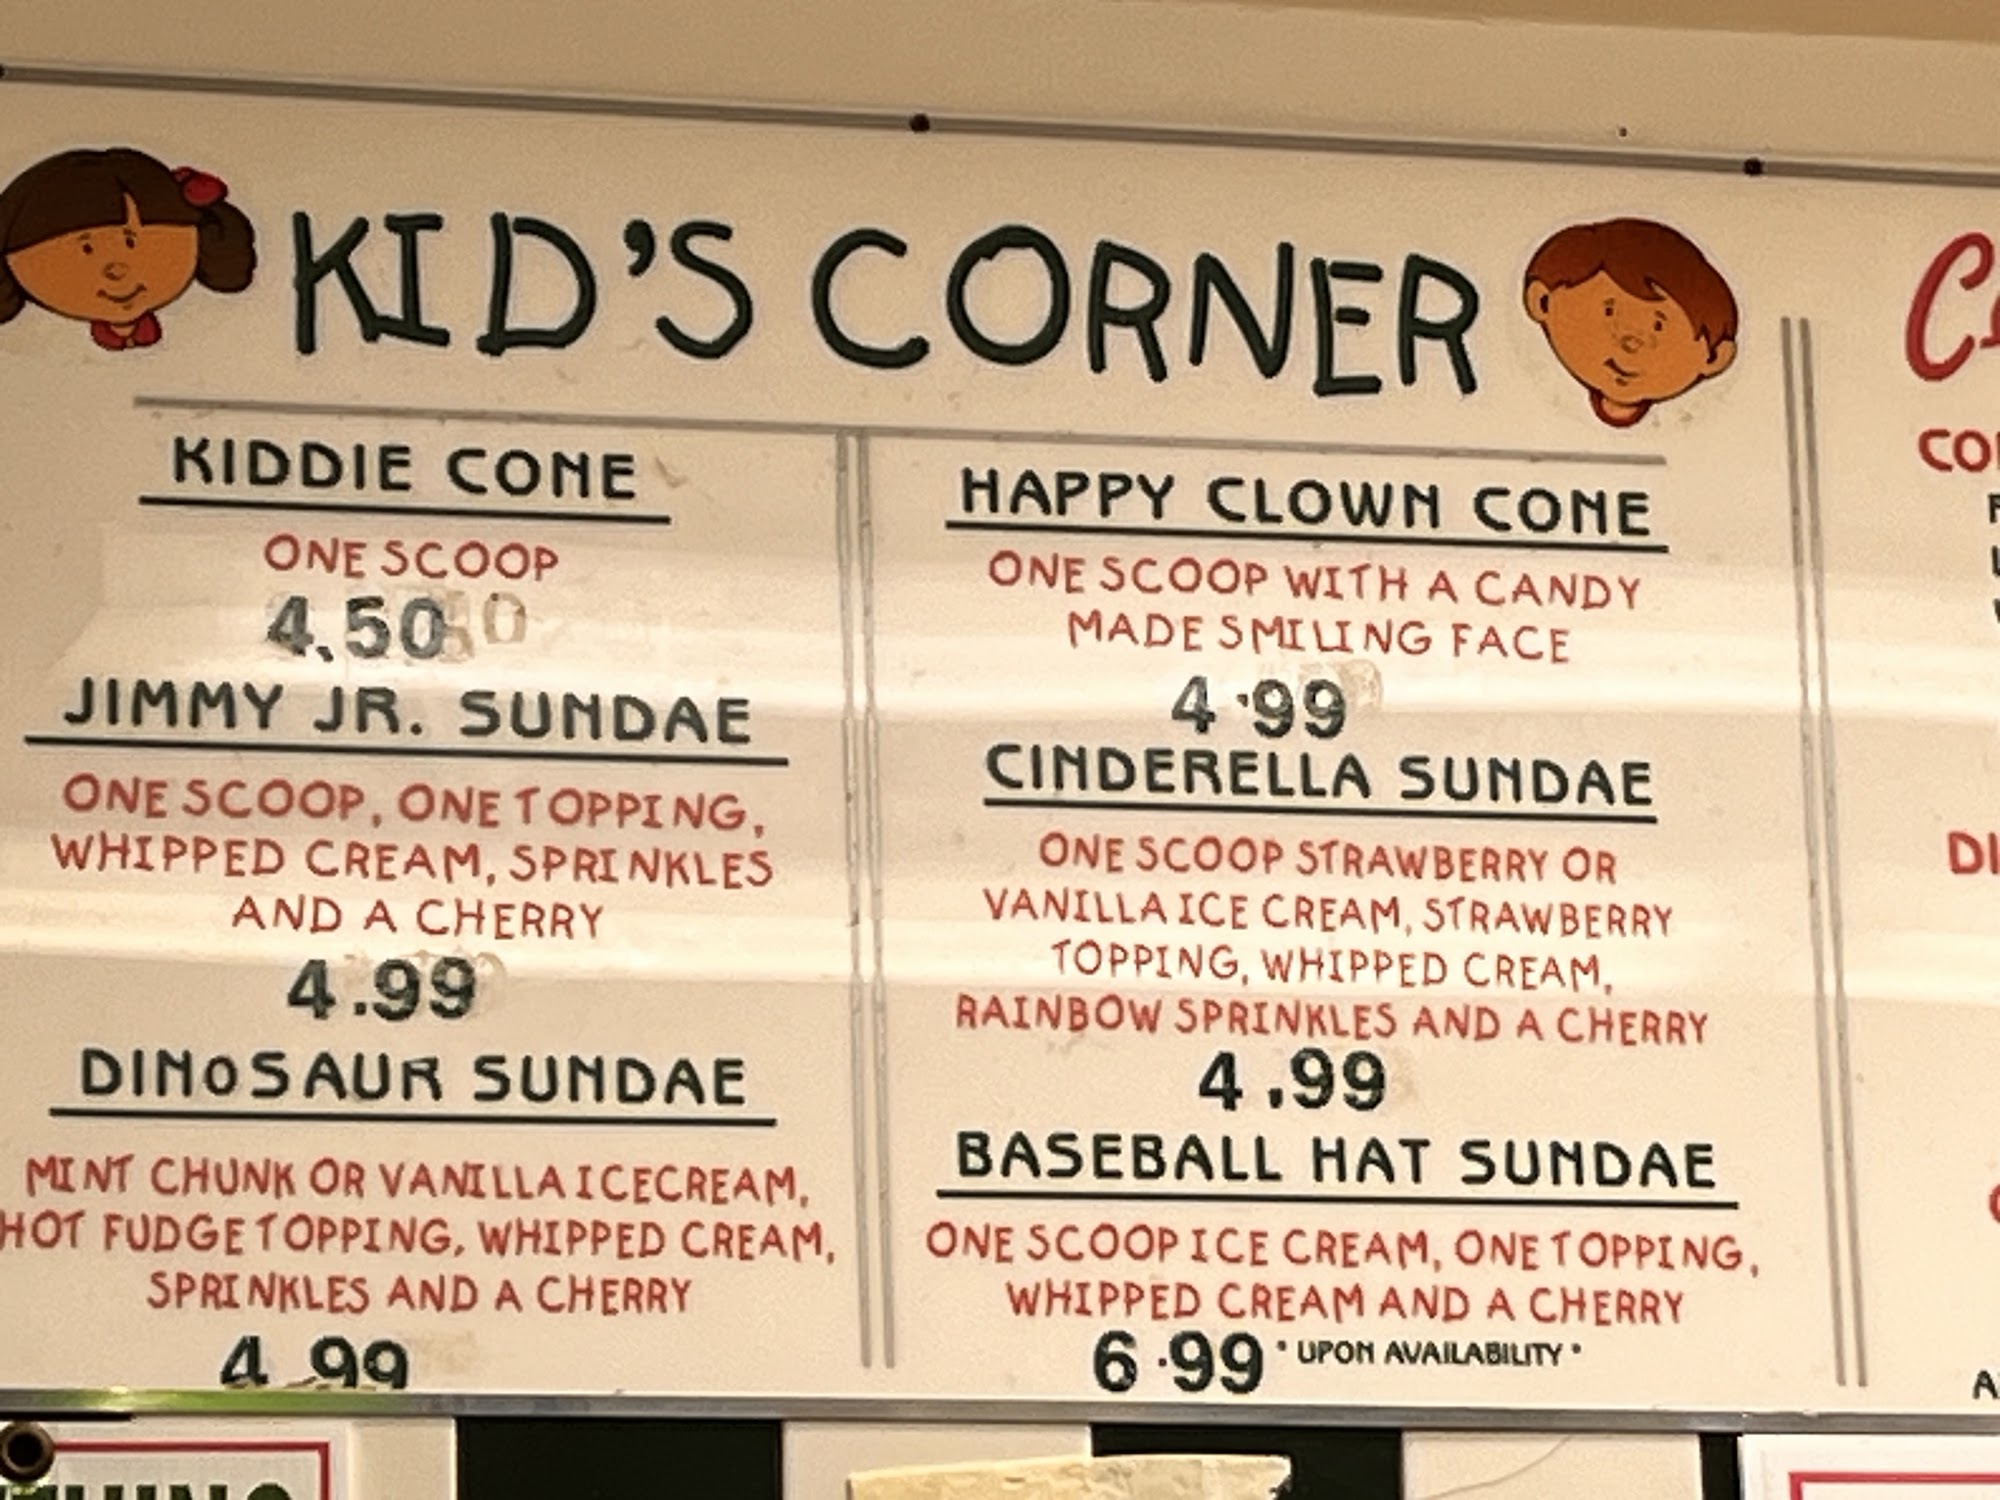 KID'S CORNER
KIDDIE CONE
ONE SCOOP
4.50
JIMMY JR. SUNDAE
ONE SCOOP, ONE TOPPING,
WHIPPED CREAM, SPRINKLES
AND A CHERRY
4.99
DINOSAUR SUNDAE
MINT CHUNK OR VANILLA ICECREAM,
HOT FUDGE TOPPING, WHIPPED CREAM,
SPRINKLES AND A CHERRY
4.99
HAPPY CLOWN CONE
ONE SCOOP WITH A CANDY
MADE SMILING FACE
4.99
CINDERELLA SUNDAE
ONE SCOOP STRAWBERRY OR
VANILLA ICE CREAM, STRAWBERRY
TOPPING, WHIPPED CREAM,
RAINBOW SPRINKLES AND A CHERRY
4.99
BASEBALL HAT SUNDAE
ONE SCOOP ICE CREAM, ONE TOPPING,
WHIPPED CREAM AND A CHERRY
6.99 * UPON AVAILABILITY *